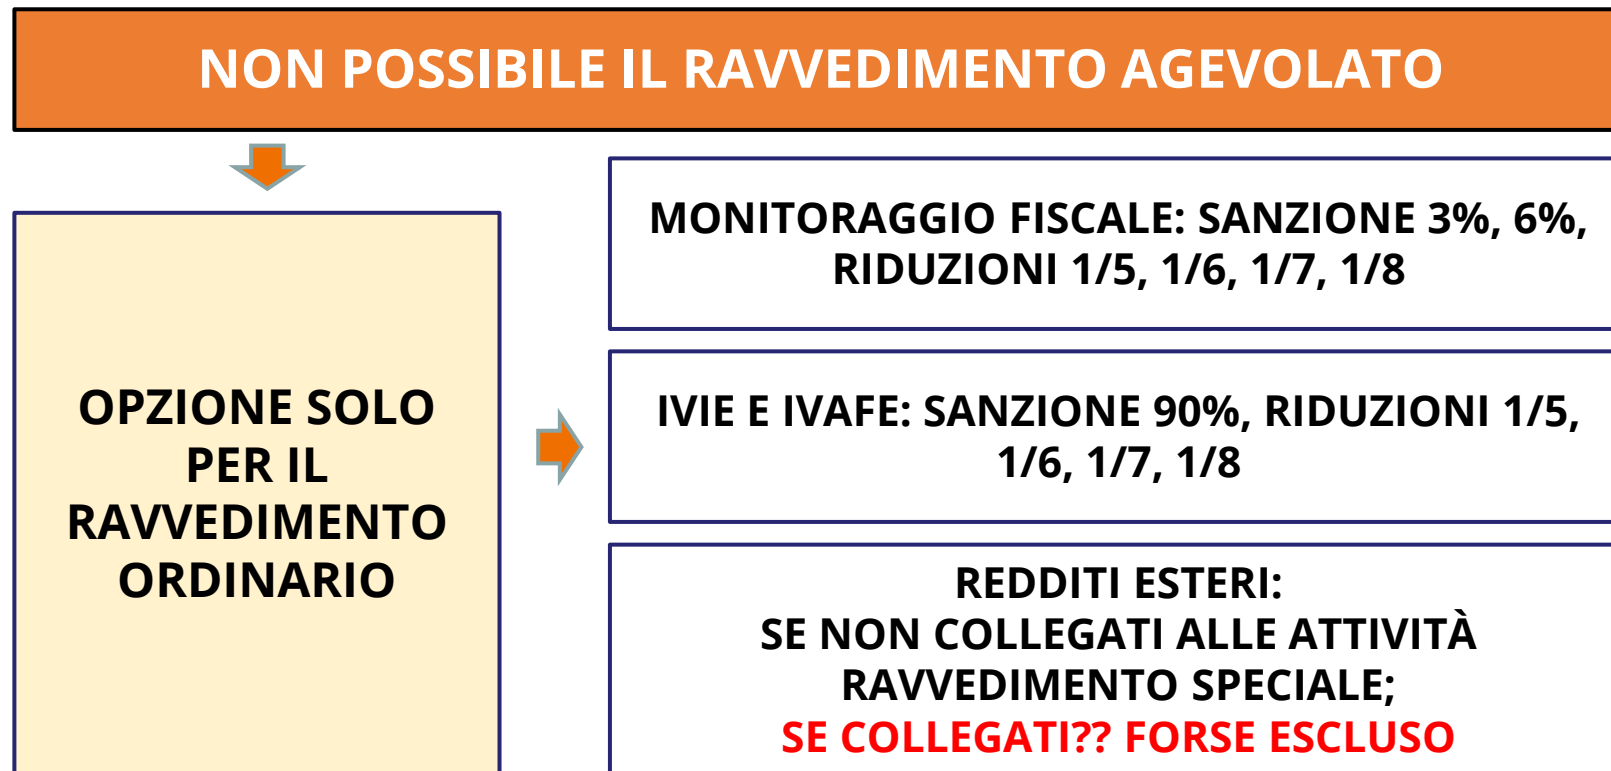 NON POSSIBILE IL RAVVEDIMENTO AGEVOLATO
OPZIONE SOLO
PER IL
RAVVEDIMENTO
ORDINARIO
MONITORAGGIO FISCALE: SANZIONE 3%, 6%,
RIDUZIONI 1/5, 1/6, 1/7, 1/8
IVIE E IVAFE: SANZIONE 90%, RIDUZIONI 1/5,
1/6, 1/7, 1/8
REDDITI ESTERI:
SE NON COLLEGATI ALLE ATTIVITÀ
RAVVEDIMENTO SPECIALE;
SE COLLEGATI?? FORSE ESCLUSO